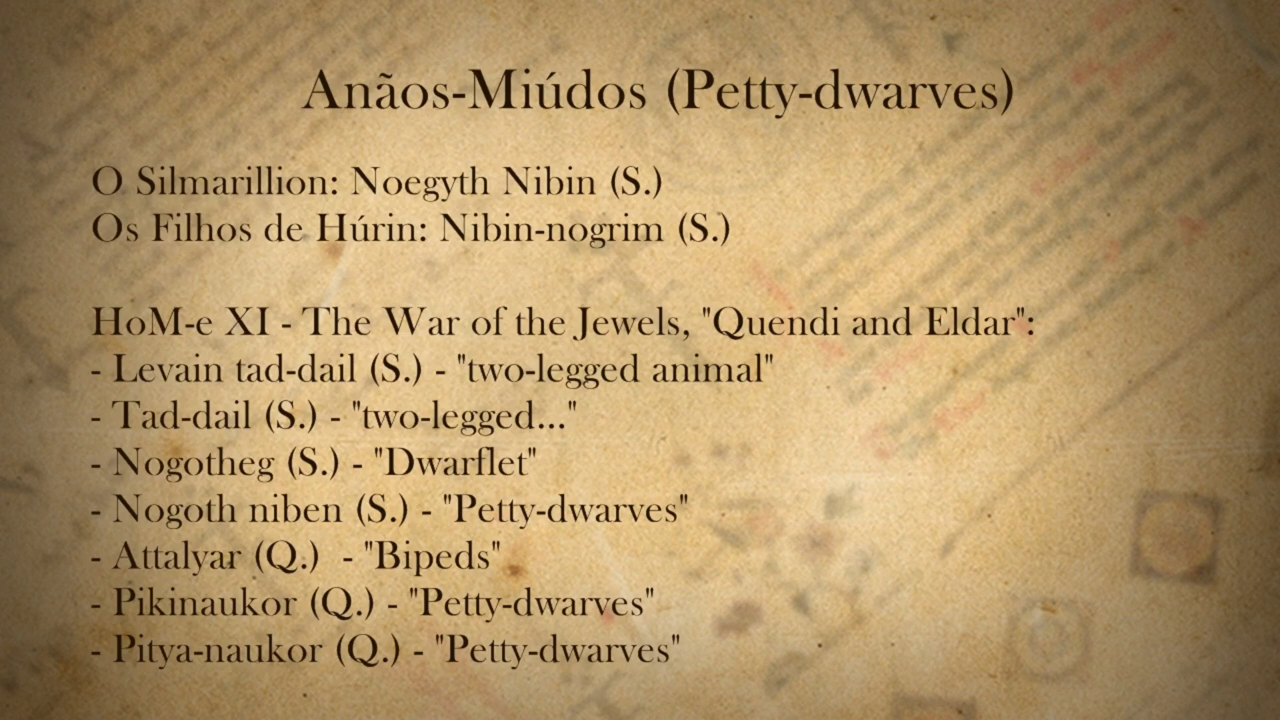 Anãos-Miúdos (Petty-dwarves)
O Silmarillion: Noegyth Nibin (S.)
Os Filhos de Húrin: Nibin-nogrim (S.)
HoM-e XI - The War of the Jewels, "Quendi and Eldar":
- Levain tad-dail (S.) - "two-legged animal"
- Tad-dail (S.) - "two-legged..."
- Nogotheg (S.) - "Dwarflet"
- Nogoth niben (S.) - "Petty-dwarves"
- Attalyar (Q.)  - "Bipeds"
- Pikinaukor (Q.) - "Petty-dwarves"
- Pitya-naukor (Q.) - "Petty-dwarves"